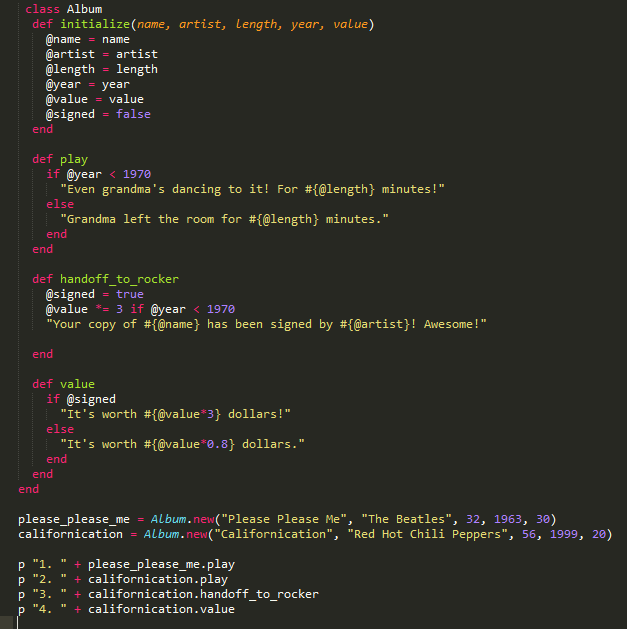 class Album
  def initialize(name, artist, length, year, value)
    @name = name
    @artist = artist
    @length = length
    @year = year
    @value = value
    @signed = false
  end

  def play
    if @year < 1970
      "Even grandma's dancing to it! For #{@length} minutes!"
    else
      "Grandma left the room for #{@length} minutes."
    end
  end

  def handoff_to_rocker
    @signed = true
    @value *= 3 if @year < 1970
    "Your copy of #{@name} has been signed by #{@artist}! Awesome!"

  end

  def value
    if @signed
      "It's worth #{@value*3} dollars!"
    else
      "It's worth #{@value*0.8} dollars."
    end
  end
end

please_please_me = Album.new("Please Please Me", "The Beatles", 32, 1963, 30)
californication = Album.new("Californication", "Red Hot Chili Peppers", 56, 1999, 20)

p "1. " + please_please_me.play
p "2. " + californication.play
p "3. " + californication.handoff_to_rocker
p "4. " + californication.value